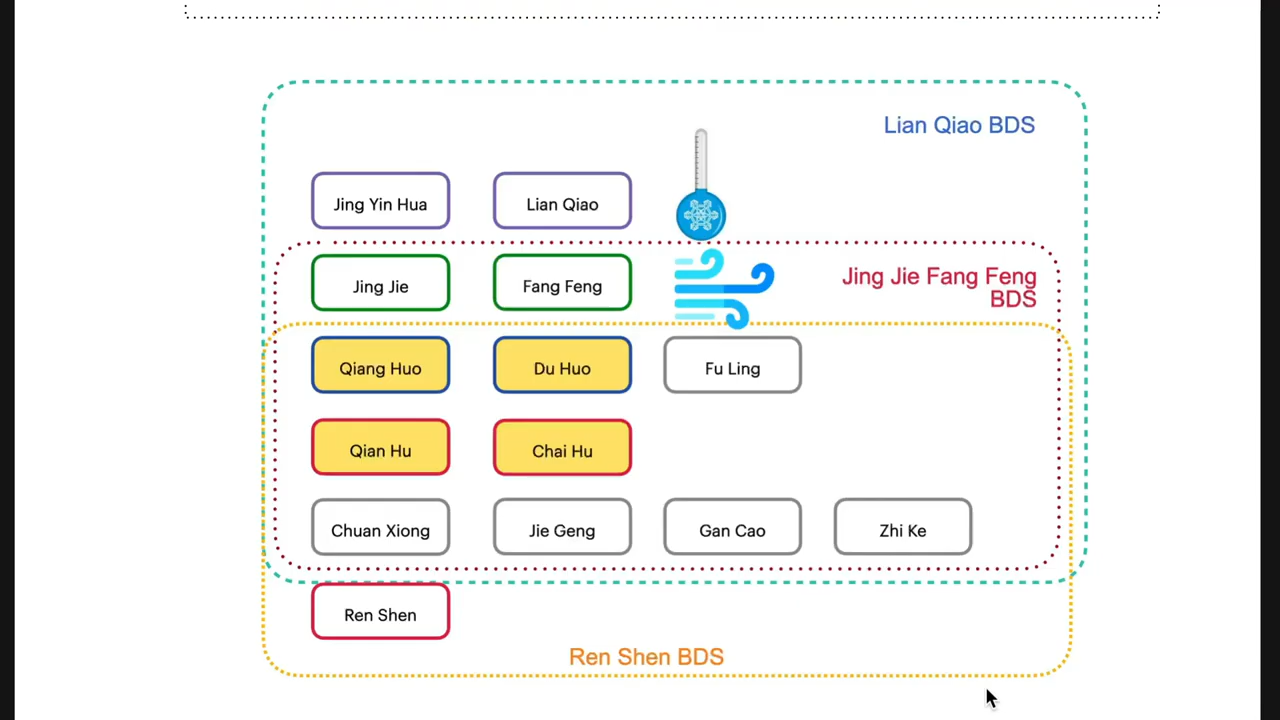 Lian Qiao BDS
Jing Yin Hua
Lian Qiao
Jing Jie
Fang Feng
Jing Jie Fang Feng
BDS
Qiang Huo
Du Huo
Fu Ling
Qian Hu
Chai Hu
Chuan Xiong
Jie Geng
Gan Cao
Zhi Ke
Ren Shen
Ren Shen BDS